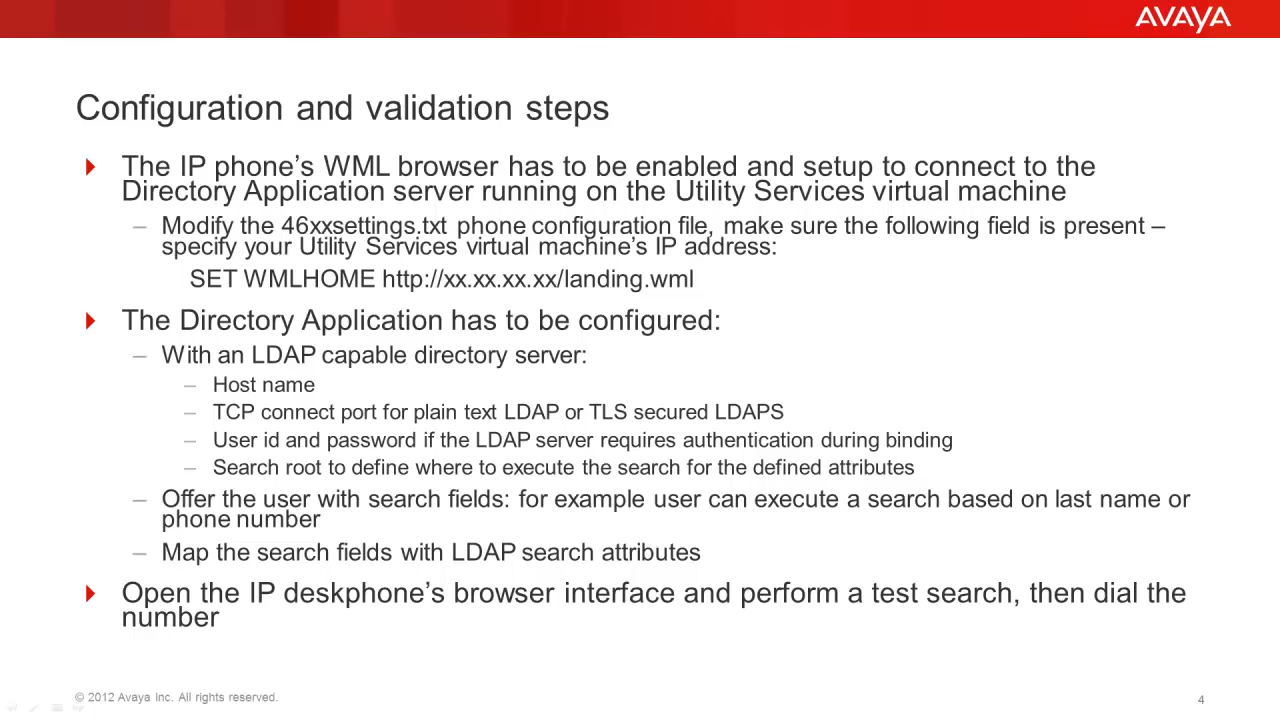 AVAYA
Configuration and validation steps
The IP phone’s WML browser has to be enabled and setup to connect to the
Directory Application server running on the Utility Services virtual machine
– Modify the 46xxsettings.txt phone configuration file, make sure the following field is present –
specify your Utility Services virtual machine’s IP address:
SET WMLHOME http://xx.xx.xx.xx/landing.wml
The Directory Application has to be configured:
– With an LDAP capable directory server:
– Host name
– TCP connect port for plain text LDAP or TLS secured LDAPS
– User id and password if the LDAP server requires authentication during binding
– Search root to define where to execute the search for the defined attributes
– Offer the user with search fields: for example user can execute a search based on last name or
phone number
– Map the search fields with LDAP search attributes
Open the IP deskphone’s browser interface and perform a test search, then dial the
number
© 2012 Avaya Inc. All rights reserved.
4